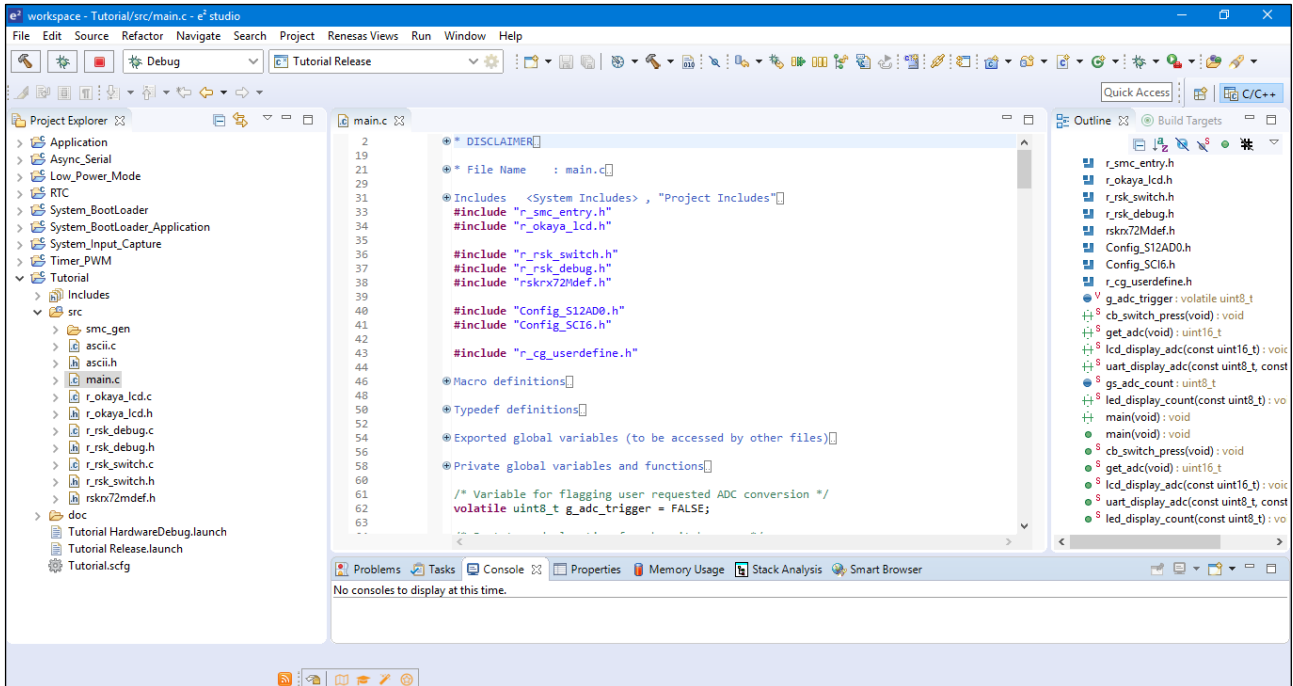 workspace - Tutorial/src/main.c - e² studio
File Edit Source Refactor Navigate Search Project Renesas Views Run Window Help
Debug
Tutorial Release
Quick Access
C/C++
Project Explorer
Application
Async_Serial
Low_Power_Mode
RTC
System_BootLoader
System_BootLoader_Application
System_Input_Capture
Timer_PWM
Tutorial
Includes
src
smc_gen
ascii.c
ascii.h
main.c
r_okaya_lcd.c
r_okaya_lcd.h
r_rsk_debug.c
r_rsk_debug.h
r_rsk_switch.c
r_rsk_switch.h
rskrx72mdef.h
doc
Tutorial HardwareDebug.launch
Tutorial Release.launch
Tutorial.scfg
main.c
2 * DISCLAIMER
19
21 * File Name : main.c
29
31 Includes <System Includes> , "Project Includes"
33 #include "r_smc_entry.h"
34 #include "r_okaya_lcd.h"
35
36 #include "r_rsk_switch.h"
37 #include "r_rsk_debug.h"
38 #include "rskrx72Mdef.h"
39
40 #include "Config_S12AD0.h"
41 #include "Config_SCI6.h"
42
43 #include "r_cg_userdefine.h"
44
46 Macro definitions
48
50 Typedef definitions
52
54 Exported global variables (to be accessed by other files)
56
58 Private global variables and functions
60
61 /* Variable for flagging user requested ADC conversion */
62 volatile uint8_t g_adc_trigger = FALSE;
63
Outline Build Targets
r_smc_entry.h
r_okaya_lcd.h
r_rsk_switch.h
r_rsk_debug.h
rskrx72Mdef.h
Config_S12AD0.h
Config_SCI6.h
r_cg_userdefine.h
g_adc_trigger : volatile uint8_t
cb_switch_press(void) : void
get_adc(void) : uint16_t
lcd_display_adc(const uint16_t) : voic
uart_display_adc(const uint8_t, const
gs_adc_count : uint8_t
led_display_count(const uint8_t) : vo
main(void) : void
main(void) : void
cb_switch_press(void) : void
get_adc(void) : uint16_t
lcd_display_adc(const uint16_t) : voic
uart_display_adc(const uint8_t, const
led_display_count(const uint8_t) : vo
Problems Tasks Console Properties Memory Usage Stack Analysis Smart Browser
No consoles to display at this time.